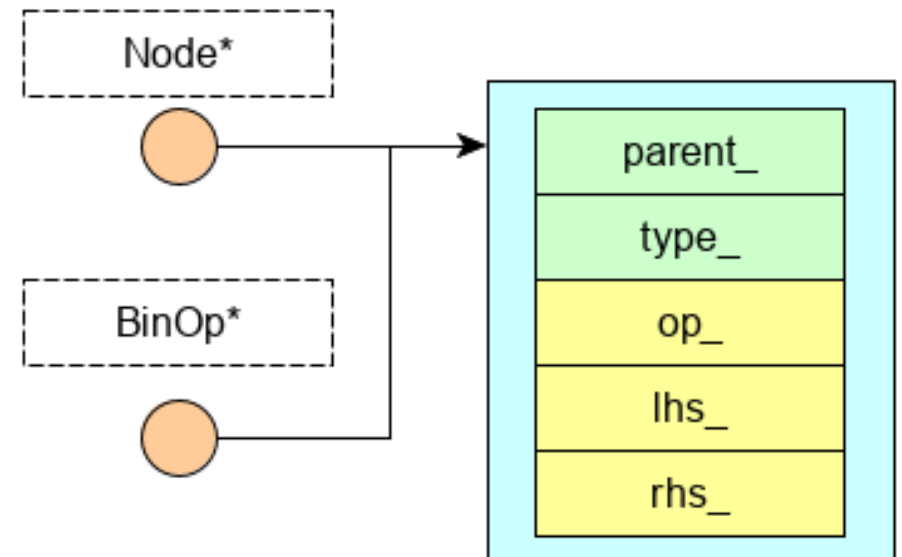 Node*
BinOp*
parent_
type_
op_
lhs_
rhs_